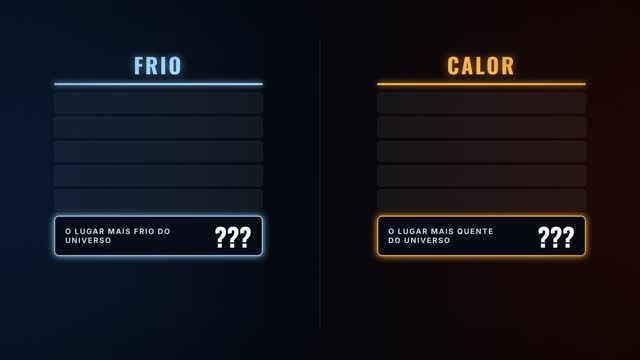 FRIO
O LUGAR MAIS FRIO DO
UNIVERSO
???
CALOR
O LUGAR MAIS QUENTE
DO UNIVERSO
???